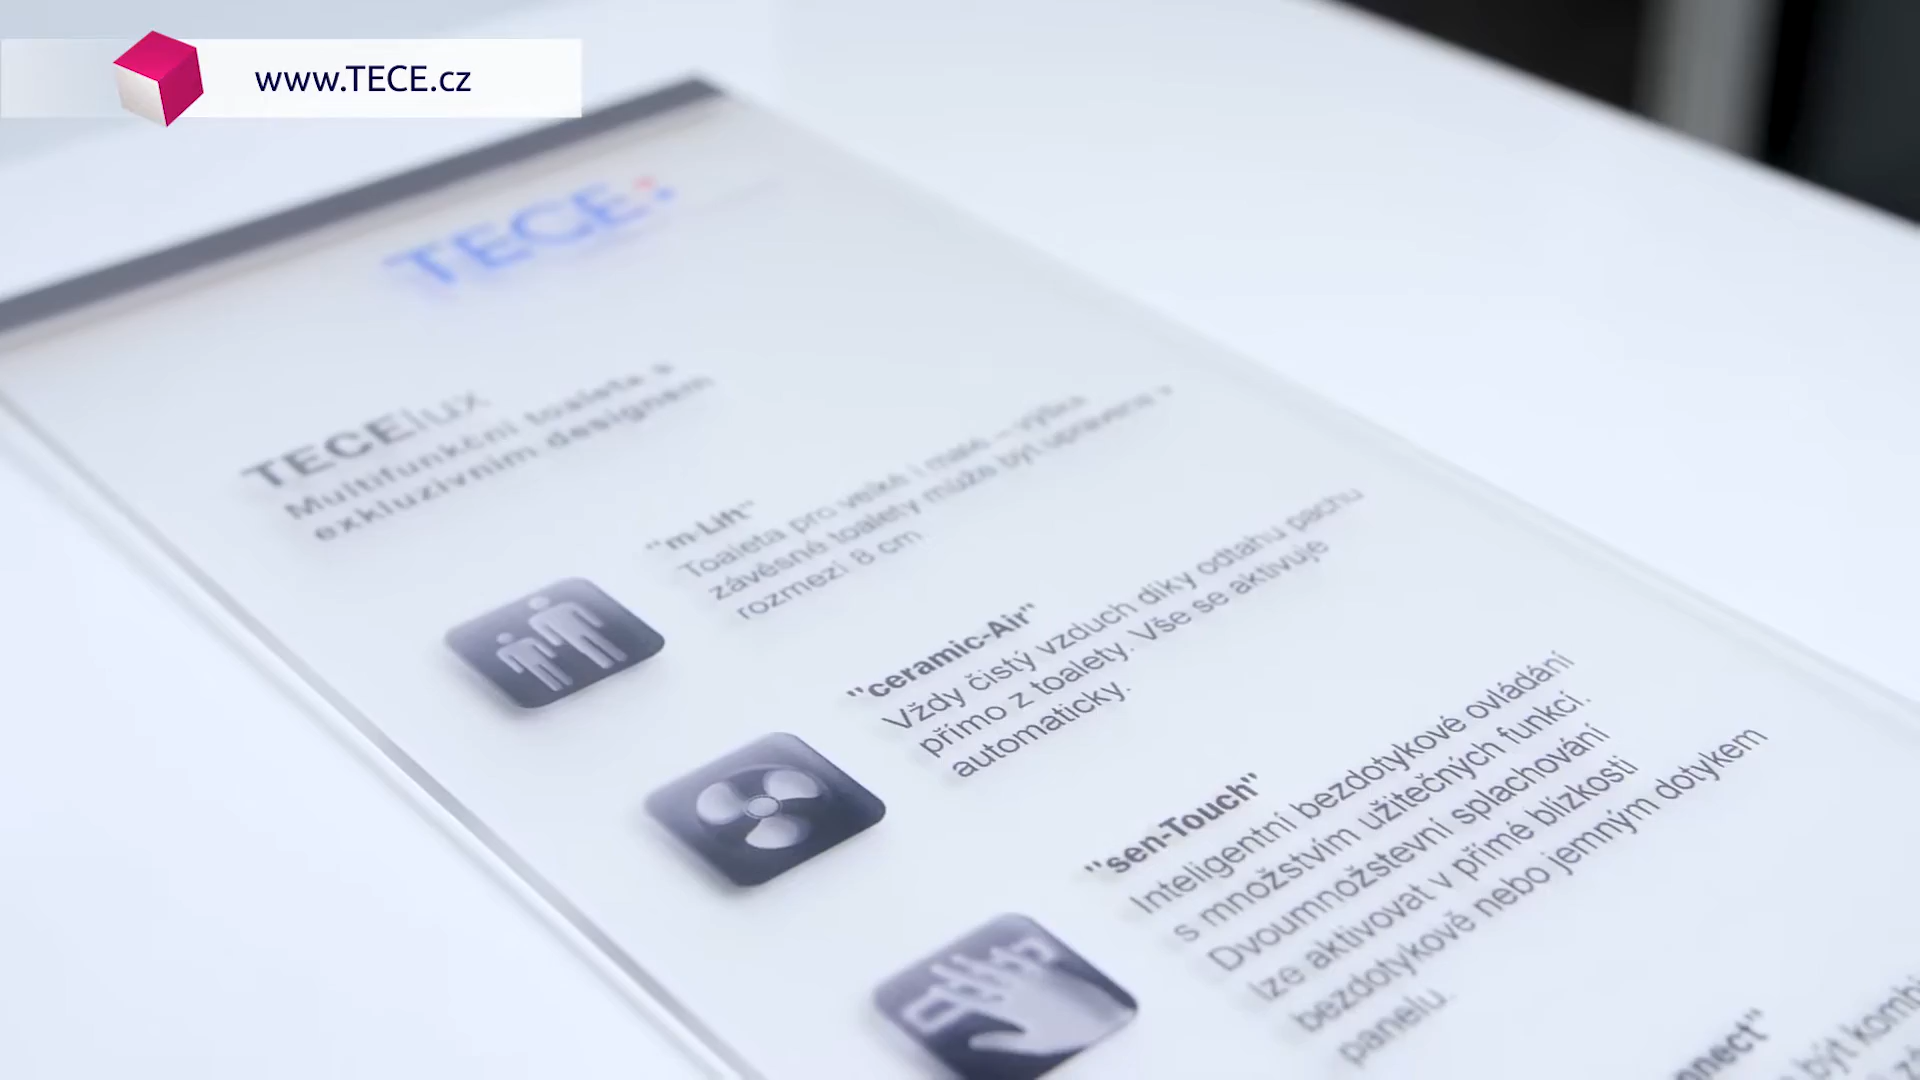 www.TECE.cz
TECE:
TECElux
Multifunkční toaleta s
exkluzivním designem
"m-Lift"
Toaleta pro velké i malé – výška
závěsné toalety může být upravena v
rozmezí 8 cm
"ceramic-Air"
Vždy čistý vzduch díky odtahu pachu
přímo z toalety. Vše se aktivuje
automaticky.
"sen-Touch"
Inteligentní bezdotykové ovládání
s množstvím užitečných funkcí.
Dvoumnožstevní splachování
lze aktivovat v přímé blízkosti
bezdotykově nebo jemným dotykem
panelu.
být